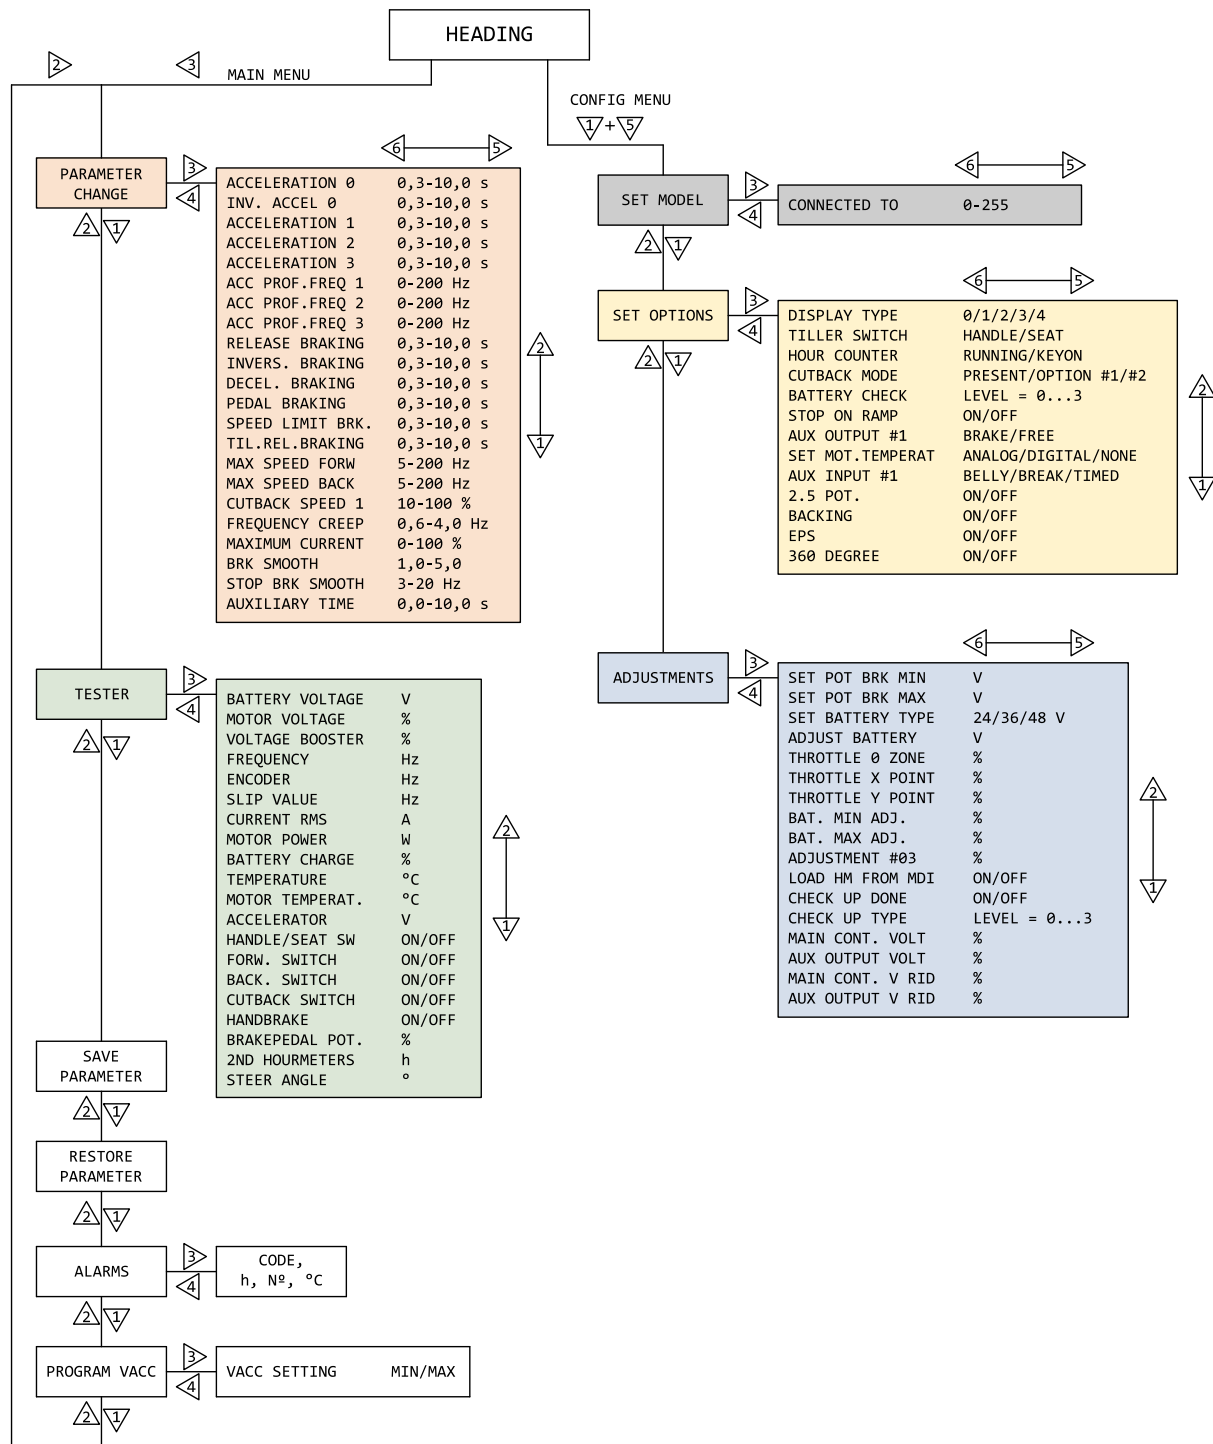 HEADING
2 3 MAIN MENU
CONFIG MENU
1+5
PARAMETER
CHANGE
3
4
2 1
6 5
ACCELERATION 0 0,3-10,0 s
INV. ACCEL 0 0,3-10,0 s
ACCELERATION 1 0,3-10,0 s
ACCELERATION 2 0,3-10,0 s
ACCELERATION 3 0,3-10,0 s
ACC PROF.FREQ 1 0-200 Hz
ACC PROF.FREQ 2 0-200 Hz
ACC PROF.FREQ 3 0-200 Hz
RELEASE BRAKING 0,3-10,0 s
INVERS. BRAKING 0,3-10,0 s
DECEL. BRAKING 0,3-10,0 s
PEDAL BRAKING 0,3-10,0 s
SPEED LIMIT BRK. 0,3-10,0 s
TIL.REL.BRAKING 0,3-10,0 s
MAX SPEED FORW 5-200 Hz
MAX SPEED BACK 5-200 Hz
CUTBACK SPEED 1 10-100 %
FREQUENCY CREEP 0,6-4,0 Hz
MAXIMUM CURRENT 0-100 %
BRK SMOOTH 1,0-5,0
STOP BRK SMOOTH 3-20 Hz
AUXILIARY TIME 0,0-10,0 s
2
1
TESTER
3
4
2 1
BATTERY VOLTAGE V
MOTOR VOLTAGE %
VOLTAGE BOOSTER %
FREQUENCY Hz
ENCODER Hz
SLIP VALUE Hz
CURRENT RMS A
MOTOR POWER W
BATTERY CHARGE %
TEMPERATURE ºC
MOTOR TEMPERAT. ºC
ACCELERATOR V
HANDLE/SEAT SW ON/OFF
FORW. SWITCH ON/OFF
BACK. SWITCH ON/OFF
CUTBACK SWITCH ON/OFF
HANDBRAKE ON/OFF
BRAKEPEDAL POT. %
2ND HOURMETERS h
STEER ANGLE º
2
1
SAVE
PARAMETER
2 1
RESTORE
PARAMETER
2 1
ALARMS
3
4
2 1
CODE,
h, Nº, ºC
PROGRAM VACC
3
4
2 1
VACC SETTING MIN/MAX
SET MODEL
3
4
2 1
6 5
CONNECTED TO 0-255
SET OPTIONS
3
4
2 1
6 5
DISPLAY TYPE 0/1/2/3/4
TILLER SWITCH HANDLE/SEAT
HOUR COUNTER RUNNING/KEYON
CUTBACK MODE PRESENT/OPTION #1/#2
BATTERY CHECK LEVEL = 0...3
STOP ON RAMP ON/OFF
AUX OUTPUT #1 BRAKE/FREE
SET MOT.TEMPERAT ANALOG/DIGITAL/NONE
AUX INPUT #1 BELLY/BREAK/TIMED
2.5 POT. ON/OFF
BACKING ON/OFF
EPS ON/OFF
360 DEGREE ON/OFF
2
1
ADJUSTMENTS
3
4
6 5
SET POT BRK MIN V
SET POT BRK MAX V
SET BATTERY TYPE 24/36/48 V
ADJUST BATTERY V
THROTTLE 0 ZONE %
THROTTLE X POINT %
THROTTLE Y POINT %
BAT. MIN ADJ. %
BAT. MAX ADJ. %
ADJUSTMENT #03 %
LOAD HM FROM MDI ON/OFF
CHECK UP DONE ON/OFF
CHECK UP TYPE LEVEL = 0...3
MAIN CONT. VOLT %
AUX OUTPUT VOLT %
MAIN CONT. V RID %
AUX OUTPUT V RID %
2
1